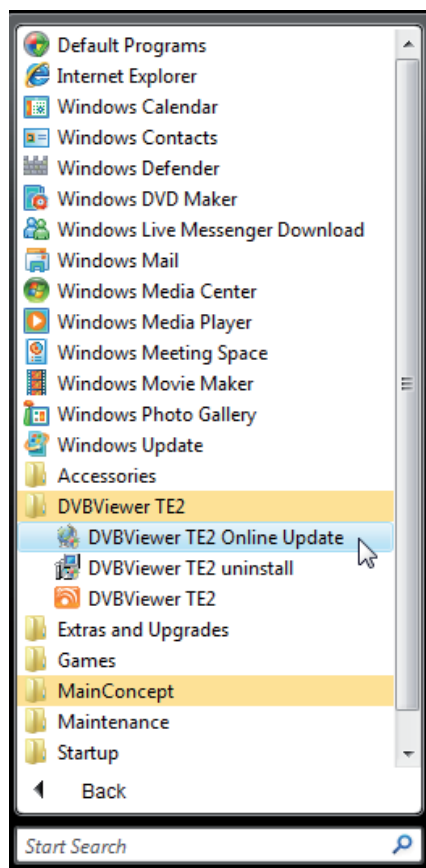 Default Programs
Internet Explorer
Windows Calendar
Windows Contacts
Windows Defender
Windows DVD Maker
Windows Live Messenger Download
Windows Mail
Windows Media Center
Windows Media Player
Windows Meeting Space
Windows Movie Maker
Windows Photo Gallery
Windows Update
Accessories
DVBViewer TE2
DVBViewer TE2 Online Update
DVBViewer TE2 uninstall
DVBViewer TE2
Extras and Upgrades
Games
MainConcept
Maintenance
Startup
Back
Start Search